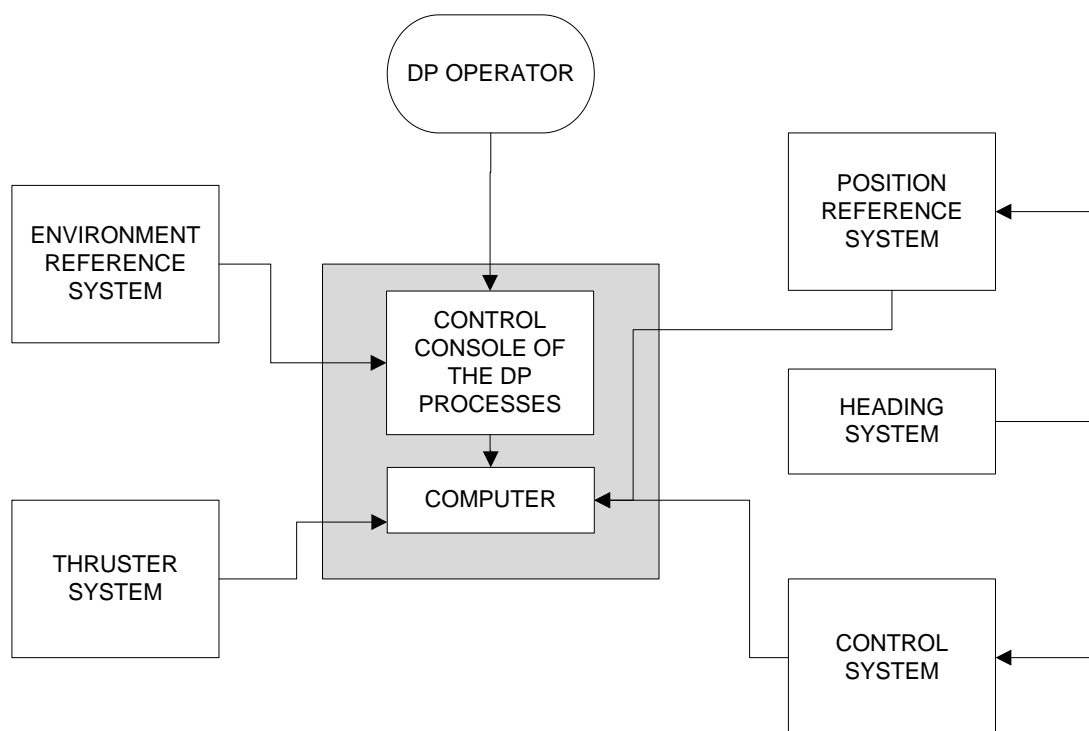 DP OPERATOR
POSITION
REFERENCE
SYSTEM
ENVIRONMENT
REFERENCE
SYSTEM
CONTROL
CONSOLE OF
THE DP
PROCESSES
HEADING
SYSTEM
COMPUTER
THRUSTER
SYSTEM
CONTROL
SYSTEM